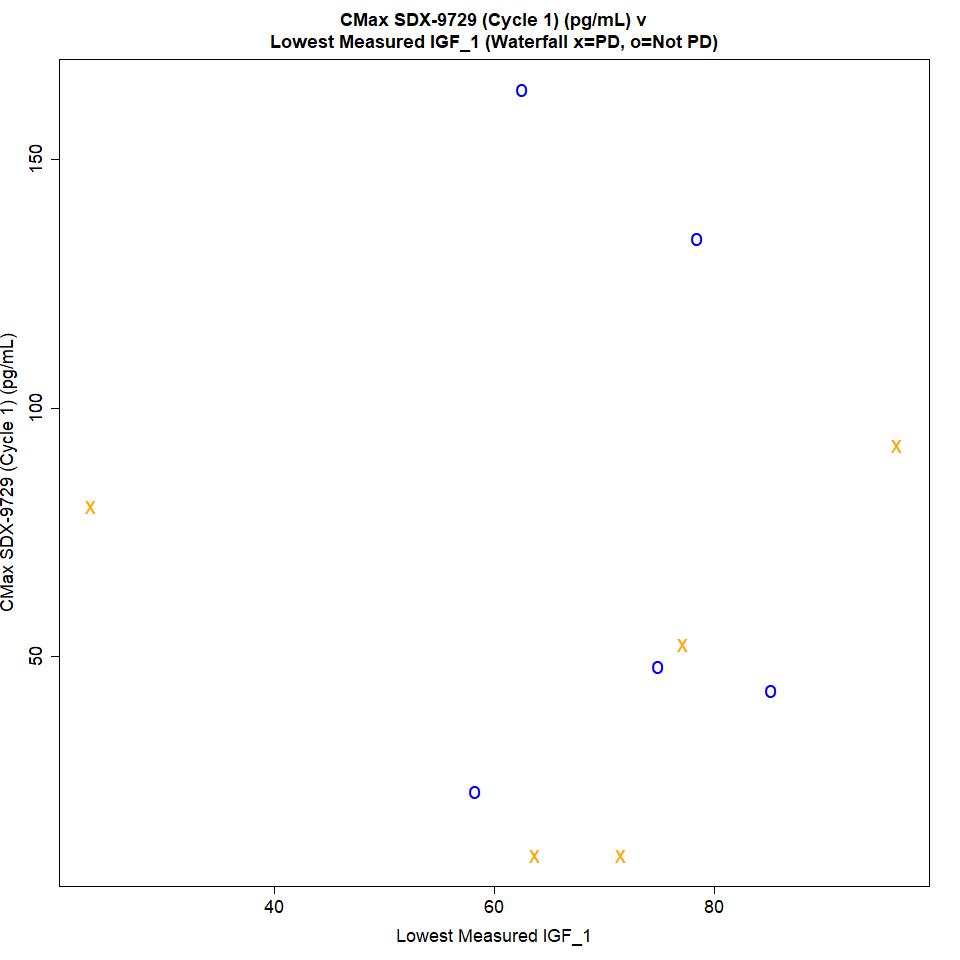 CMax SDX-9729 (Cycle 1) (pg/mL) v
Lowest Measured IGF_1 (Waterfall x=PD, o=Not PD)
CMax SDX-9729 (Cycle 1) (pg/mL)
150
100
50
o
o
x
x
x
o
o
o
x
x
40
60
80
Lowest Measured IGF_1